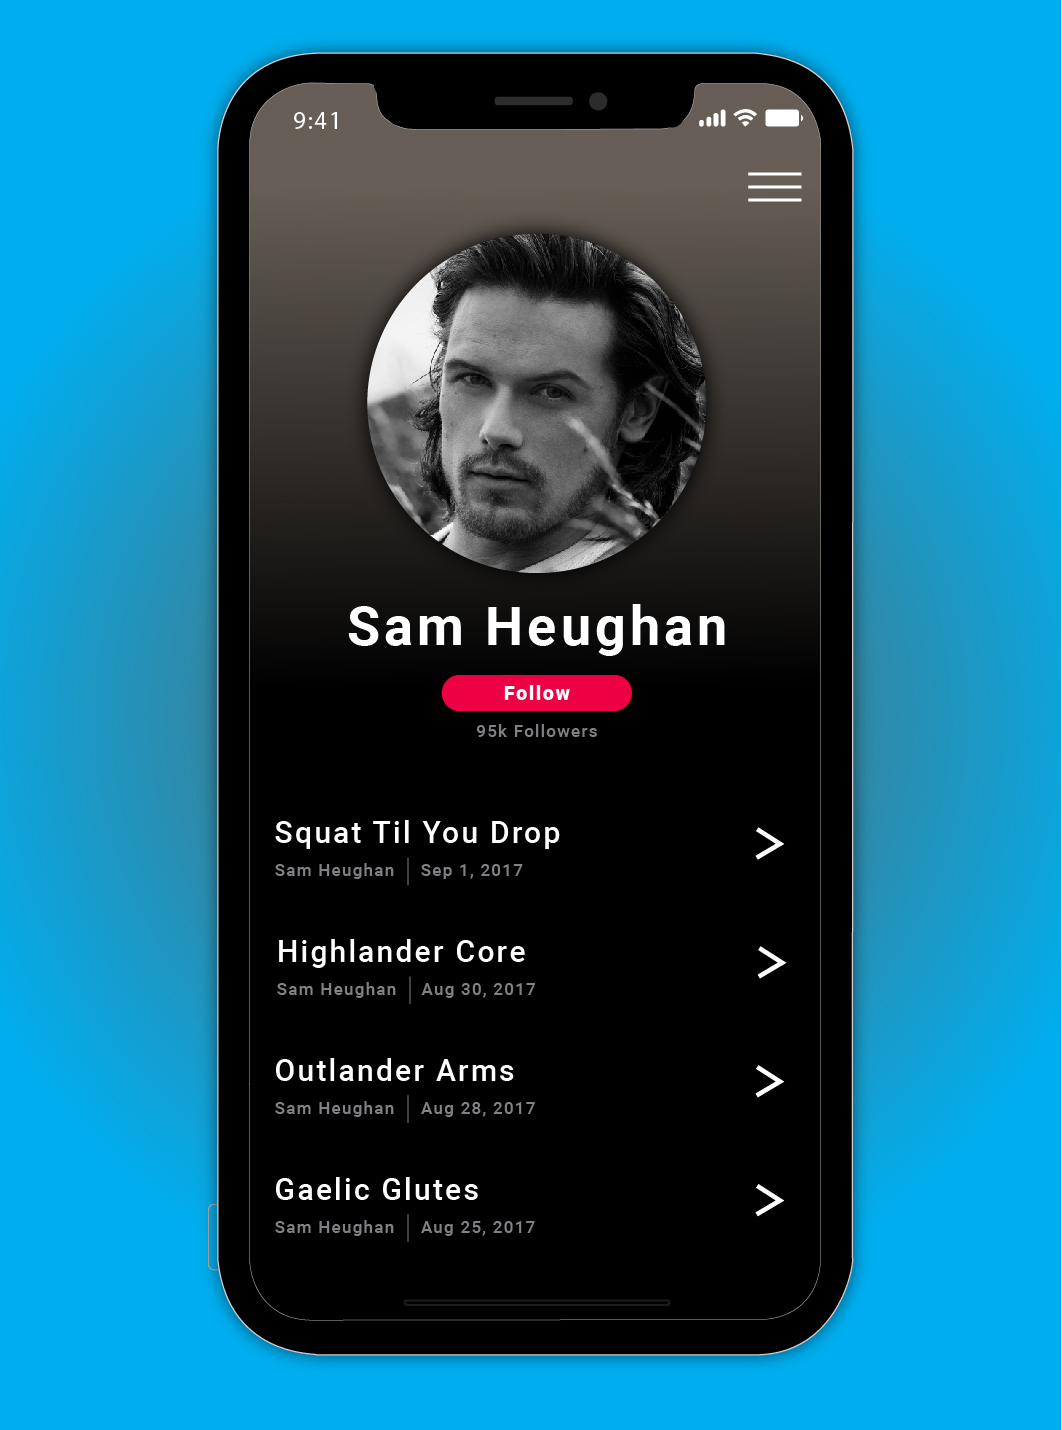 9:41
Sam Heughan
Follow
95k Followers
Squat Til You Drop
Sam Heughan | Sep 1, 2017
Highlander Core
Sam Heughan | Aug 30, 2017
Outlander Arms
Sam Heughan | Aug 28, 2017
Gaelic Glutes
Sam Heughan | Aug 25, 2017